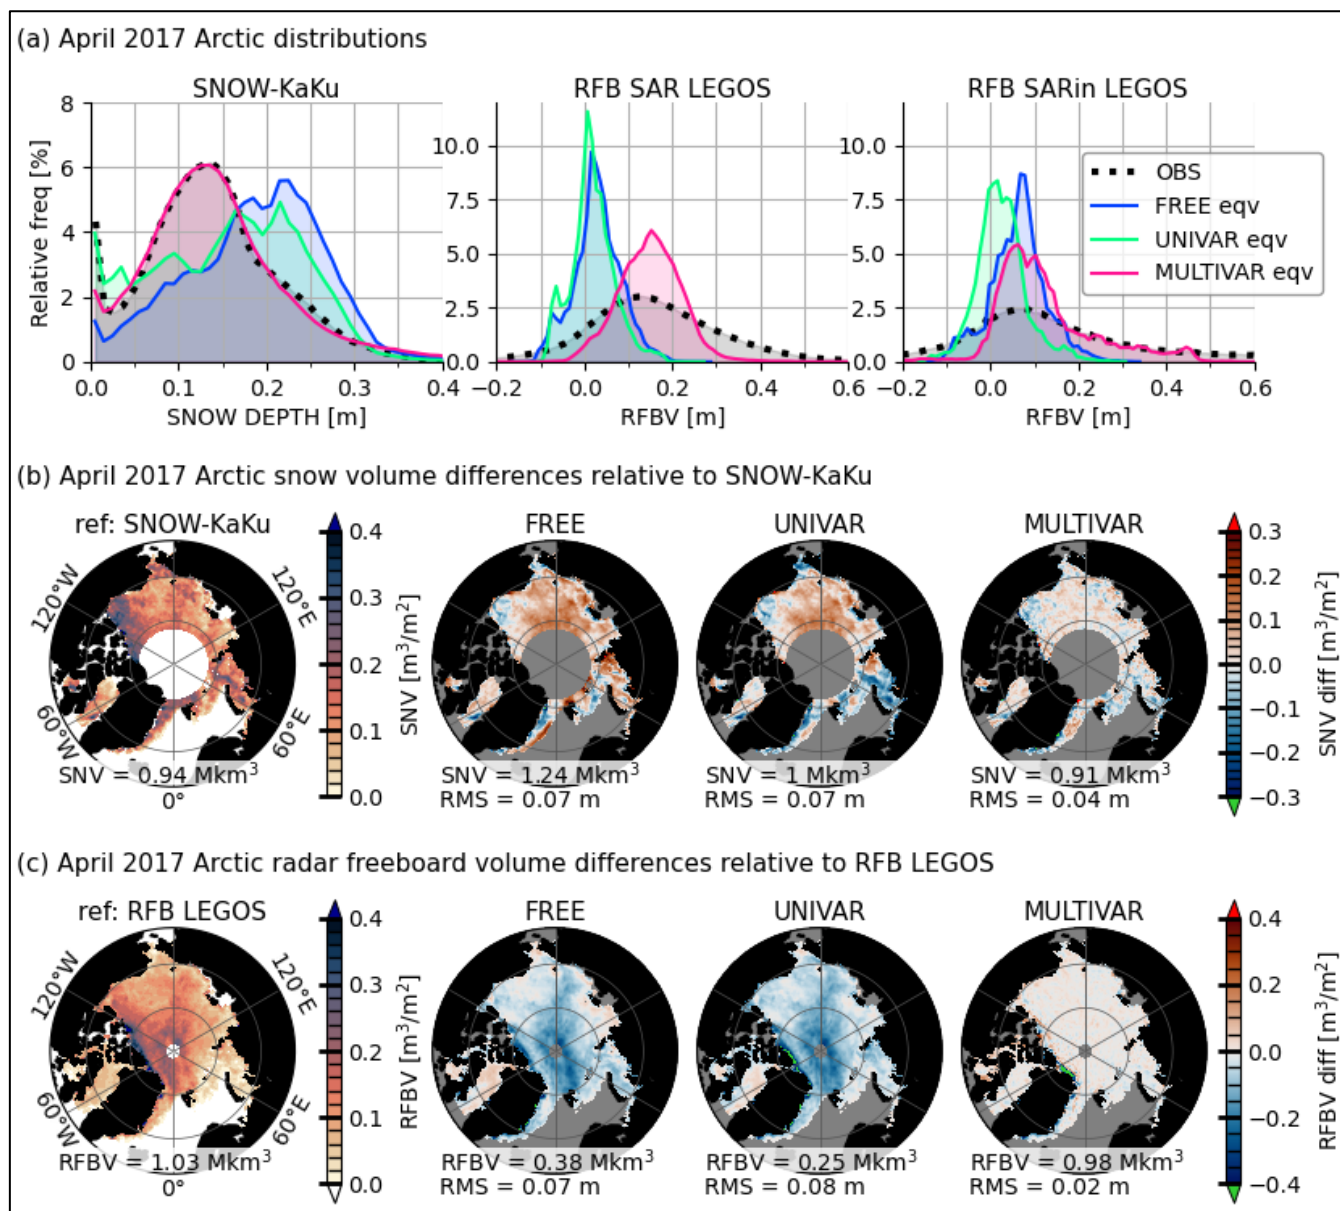 (a) April 2017 Arctic distributions
SNOW-KaKu
RFB SAR LEGOS
RFB SARin LEGOS
Relative freq [%]
8
6
4
2
0
0.0 0.1 0.2 0.3 0.4
SNOW DEPTH [m]
10.0
7.5
5.0
2.5
0.0
−0.2 0.0 0.2 0.4 0.6
RFBV [m]
10.0
7.5
5.0
2.5
0.0
−0.2 0.0 0.2 0.4 0.6
RFBV [m]
OBS
FREE eqv
UNIVAR eqv
MULTIVAR eqv
(b) April 2017 Arctic snow volume differences relative to SNOW-KaKu
ref: SNOW-KaKu
FREE
UNIVAR
MULTIVAR
120°W
120°E
60°W
60°E
0°
SNV = 0.94 Mkm³
0.4
0.3
0.2
0.1
0.0
SNV [m³/m²]
SNV = 1.24 Mkm³
RMS = 0.07 m
SNV = 1 Mkm³
RMS = 0.07 m
SNV = 0.91 Mkm³
RMS = 0.04 m
0.3
0.2
0.1
0.0
−0.1
−0.2
−0.3
SNV diff [m³/m²]
(c) April 2017 Arctic radar freeboard volume differences relative to RFB LEGOS
ref: RFB LEGOS
FREE
UNIVAR
MULTIVAR
120°W
120°E
60°W
60°E
0°
RFBV = 1.03 Mkm³
0.4
0.3
0.2
0.1
0.0
RFBV [m³/m²]
RFBV = 0.38 Mkm³
RMS = 0.07 m
RFBV = 0.25 Mkm³
RMS = 0.08 m
RFBV = 0.98 Mkm³
RMS = 0.02 m
0.4
0.2
0.0
−0.2
−0.4
RFBV diff [m³/m²]